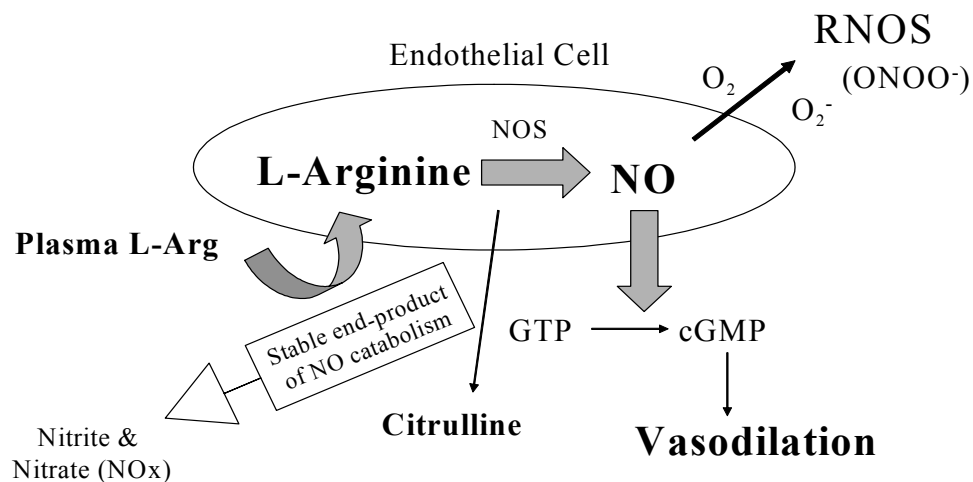 RNOS
(ONOO⁻)
Endothelial Cell
O₂
O₂⁻
NOS
L-Arginine
NO
Plasma L-Arg
Stable end-product
of NO catabolism
GTP
cGMP
Citrulline
Vasodilation
Nitrite &
Nitrate (NOx)